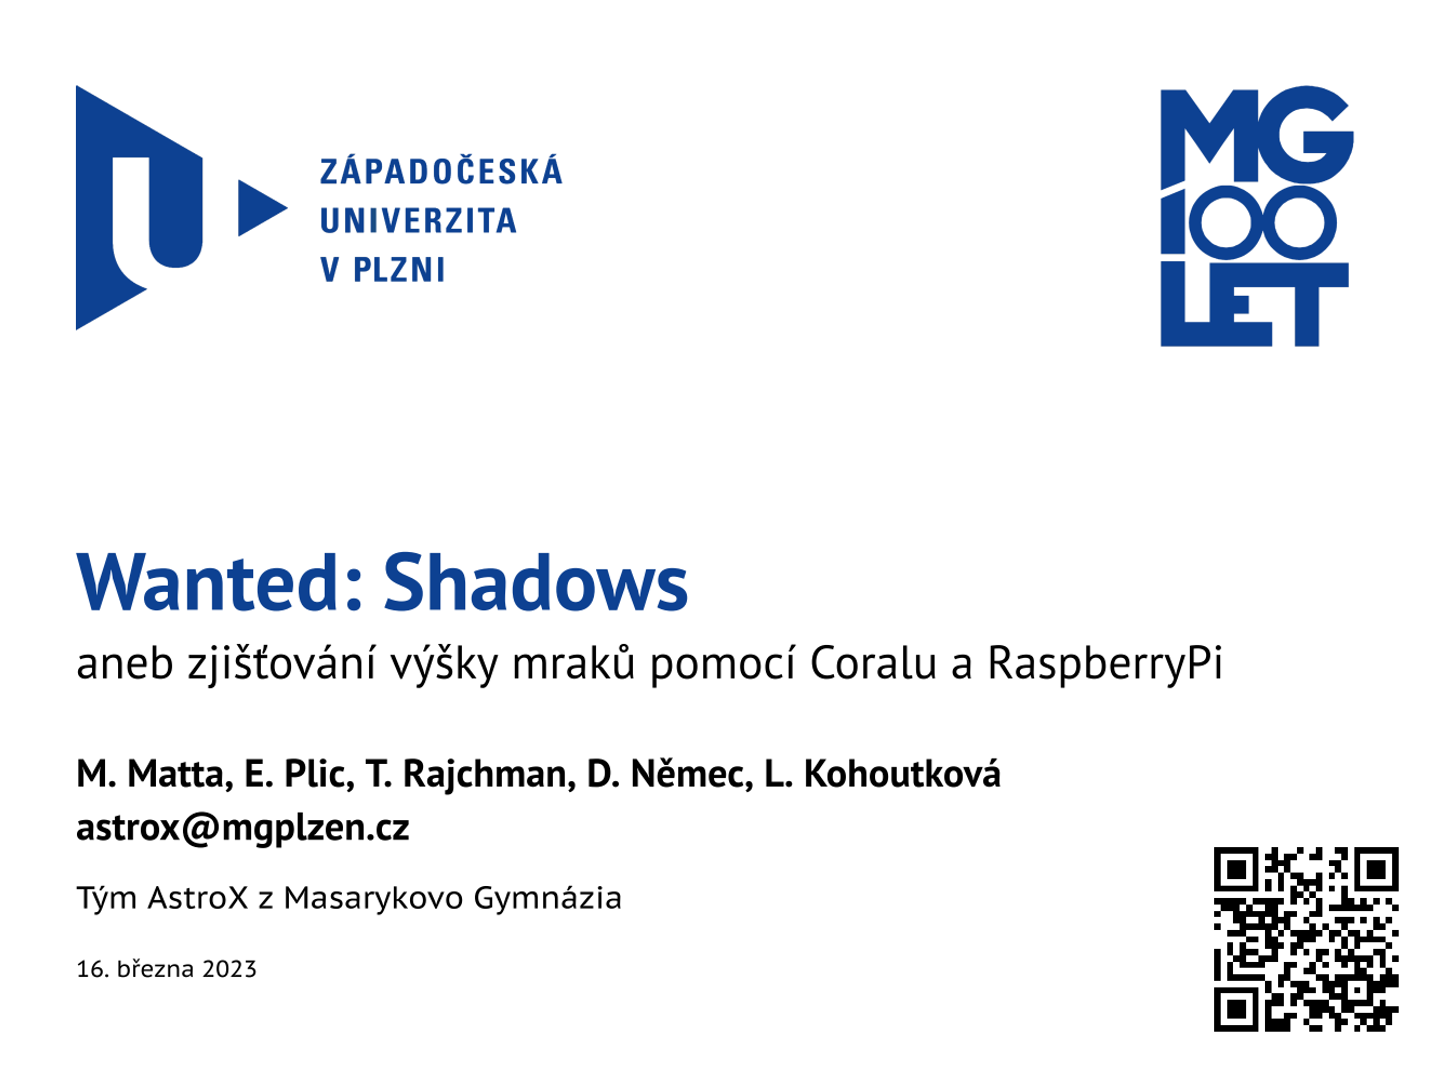 ZÁPADOČESKÁ
UNIVERZITA
V PLZNI
MG
100
LET
Wanted: Shadows
aneb zjišťování výšky mraků pomocí Coralu a RaspberryPi
M. Matta, E. Plic, T. Rajchman, D. Němec, L. Kohoutková
astrox@mgplzen.cz
Tým AstroX z Masarykovo Gymnázia
16. března 2023